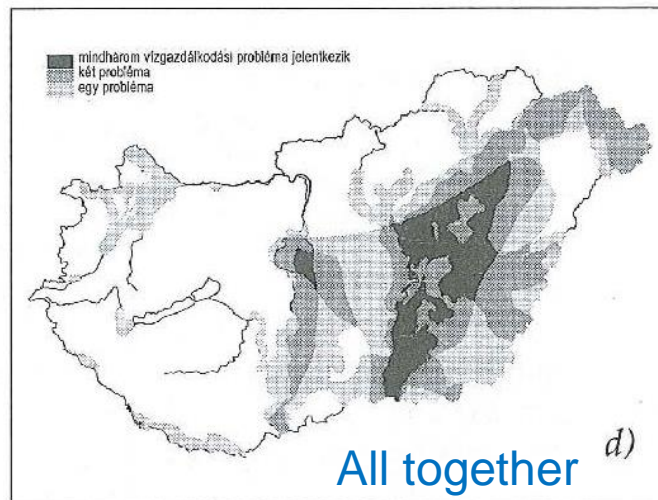 mindhárom vízgazdálkodási probléma jelentkezik
két probléma
egy probléma
d)
All together